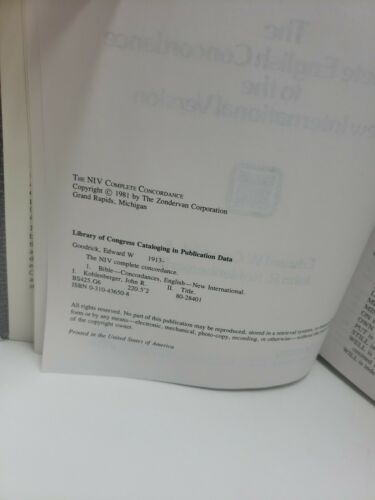 THE NIV COMPLETE CONCORDANCE
Copyright © 1981 by The Zondervan Corporation
Grand Rapids, Michigan
Library of Congress Cataloging in Publication Data
Goodrick, Edward W 1913-
The NIV complete concordance.
1. Bible—Concordances, English—New International.
I. Kohlenberger, John R. II. Title.
BS425.G6 220.5'2 80-28401
ISBN 0-310-43650-8
All rights reserved. No part of this publication may be reproduced, stored in a retrieval system,
form or by any means—electronic, mechanical, photo-copy, recording, or otherwise—
of the copyright owner.
Printed in the United States of America